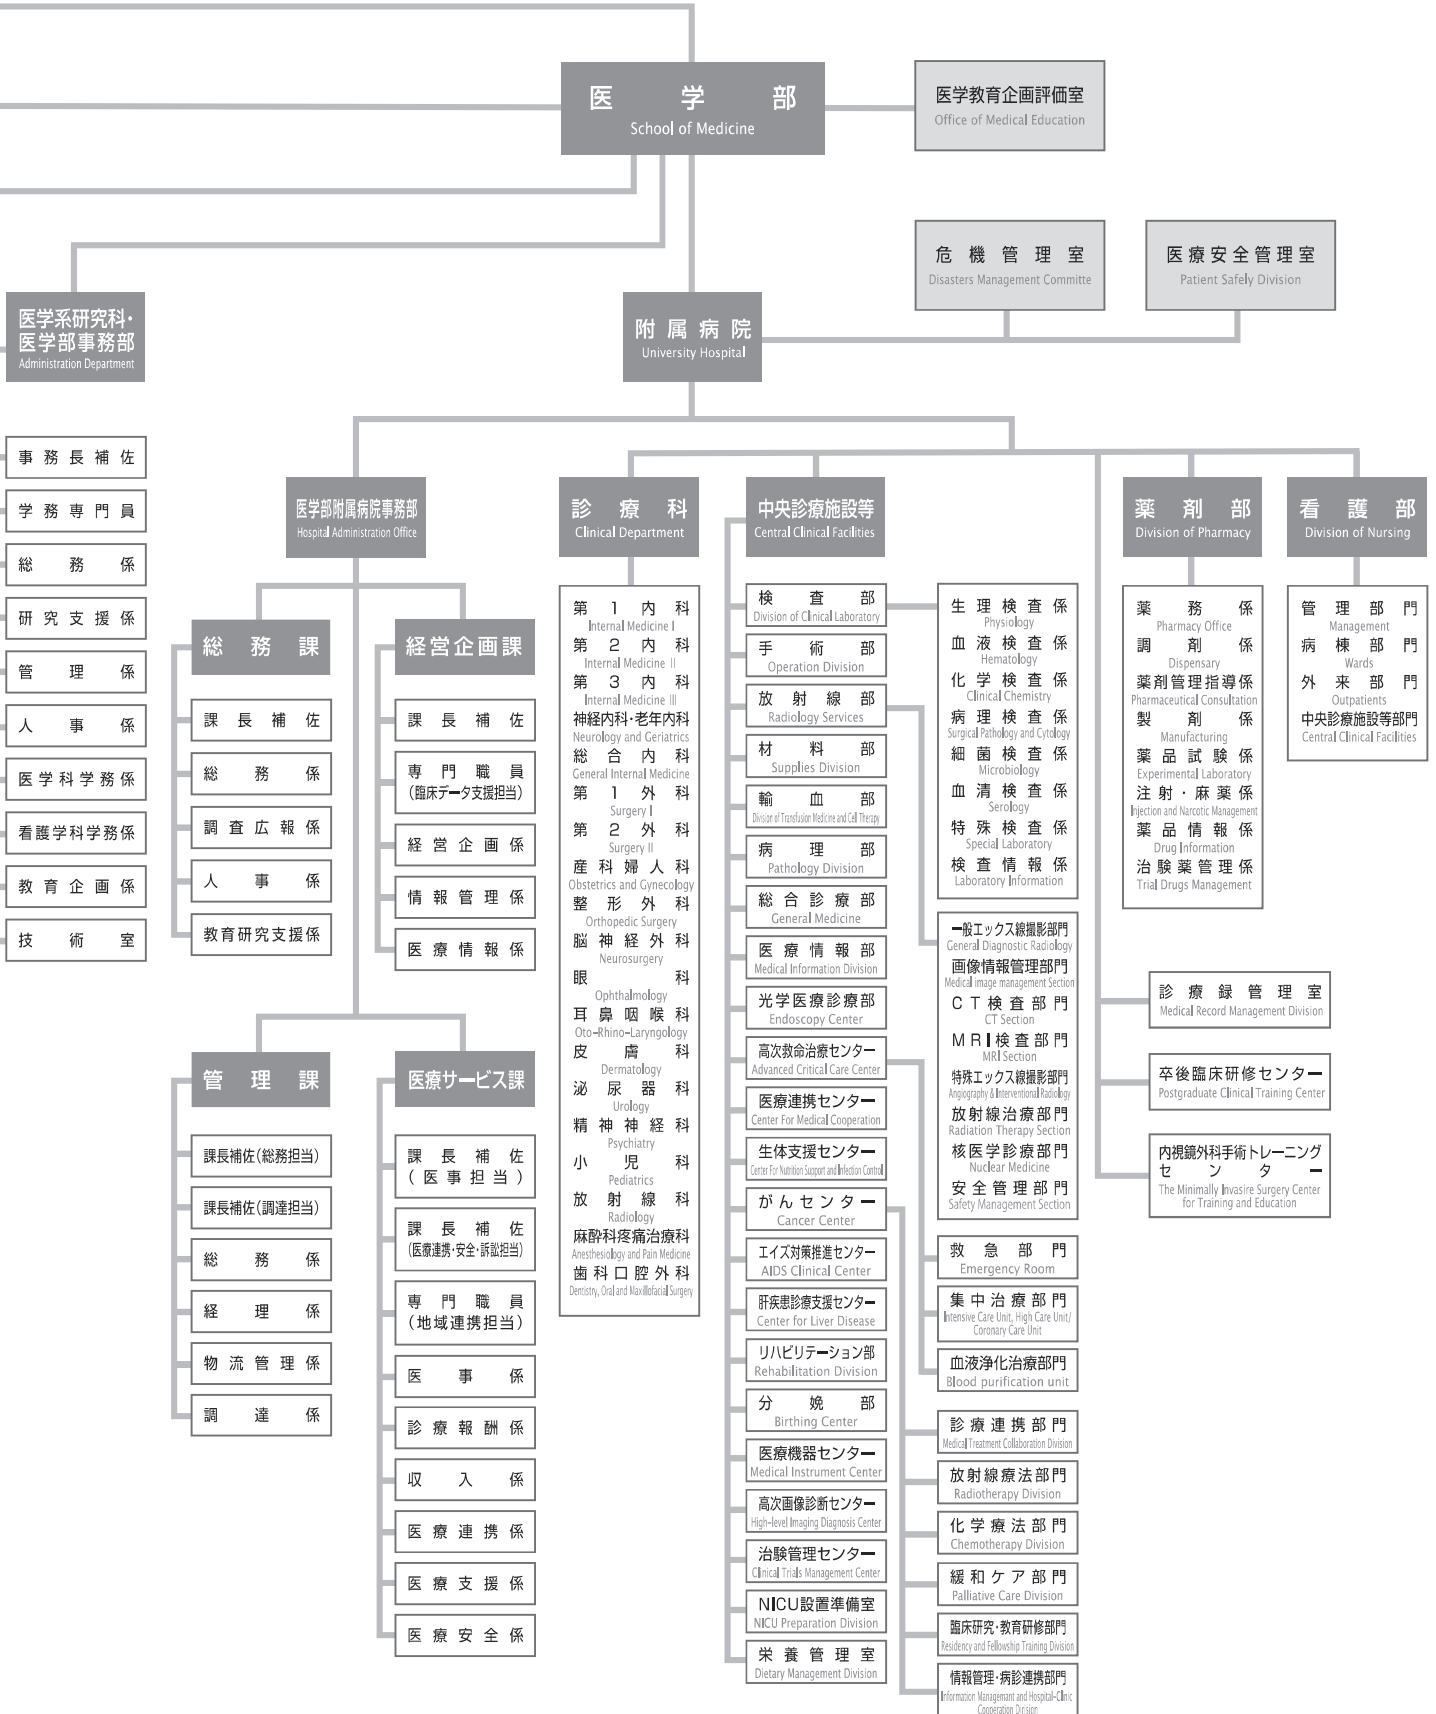 医学部
School of Medicine
医学教育企画評価室
Office of Medical Education
危機管理室
Disasters Management Committe
医療安全管理室
Patient Safely Division
医学系研究科・
医学部事務部
Administration Department
附属病院
University Hospital
事務長補佐
学務専門員
総務係
研究支援係
管理係
人事係
医学科学務係
看護学科学務係
教育企画係
技術室
医学部附属病院事務部
Hospital Administration Office
総務課
課長補佐
総務係
調査広報係
人事係
教育研究支援係
経営企画課
課長補佐
専門職員
(臨床データ支援担当)
経営企画係
情報管理係
医療情報係
管理課
課長補佐(総務担当)
課長補佐(調達担当)
総務係
経理係
物流管理係
調達係
医療サービス課
課長補佐
(医事担当)
課長補佐
(医療連携・安全・訴訟担当)
専門職員
(地域連携担当)
医事係
診療報酬係
収入係
医療連携係
医療支援係
医療安全係
診療科
Clinical Department
第1内科
Internal Medicine I
第2内科
Internal Medicine II
第3内科
Internal Medicine III
神経内科・老年内科
Neurology and Geriatrics
総合内科
General Internal Medicine
第1外科
Surgery I
第2外科
Surgery II
産科婦人科
Obstetrics and Gynecology
整形外科
Orthopedic Surgery
脳神経外科
Neurosurgery
眼科
Ophthalmology
耳鼻咽喉科
Oto-Rhino-Laryngology
皮膚科
Dermatology
泌尿器科
Urology
精神神経科
Psychiatry
小児科
Pediatrics
放射線科
Radiology
麻酔科疼痛治療科
Anesthesiology and Pain Medicine
歯科口腔外科
Dentistry, Oral and Maxillofacial Surgery
中央診療施設等
Central Clinical Facilities
検査部
Division of Clinical Laboratory
手術部
Operation Division
放射線部
Radiology Services
材料部
Supplies Division
輸血部
Division of Transfusion Medicine and Cell Therapy
病理部
Pathology Division
総合診療部
General Medicine
医療情報部
Medical Information Division
光学医療診療部
Endoscopy Center
高次救命治療センター
Advanced Critical Care Center
医療連携センター
Center For Medical Cooperation
生体支援センター
Center For Nutrition Support and Infection Control
がんセンター
Cancer Center
エイズ対策推進センター
AIDS Clinical Center
肝疾患診療支援センター
Center for Liver Disease
リハビリテーション部
Rehabilitation Division
分娩部
Birthing Center
医療機器センター
Medical Instrument Center
高次画像診断センター
High-level Imaging Diagnosis Center
治験管理センター
Clinical Trials Management Center
NICU設置準備室
NICU Preparation Division
栄養管理室
Dietary Management Division
生理検査係
Physiology
血液検査係
Hematology
化学検査係
Clinical Chemistry
病理検査係
Surgical Pathology and Cytology
細菌検査係
Microbiology
血清検査係
Serology
特殊検査係
Special Laboratory
検査情報係
Laboratory Information
一般エックス線撮影部門
General Diagnostic Radiology
画像情報管理部門
Medical image management Section
CT検査部門
CT Section
MRI検査部門
MRI Section
特殊エックス線撮影部門
Angiography & Interventional Radiology
放射線治療部門
Radiation Therapy Section
核医学診療部門
Nuclear Medicine
安全管理部門
Safety Management Section
救急部門
Emergency Room
集中治療部門
Intensive Care Unit, High Care Unit/
Coronary Care Unit
血液浄化治療部門
Blood purification unit
診療連携部門
Medical Treatment Collaboration Division
放射線療法部門
Radiotherapy Division
化学療法部門
Chemotherapy Division
緩和ケア部門
Palliative Care Division
臨床研究・教育研修部門
Residency and Fellowship Training Division
情報管理・病診連携部門
Information Management and Hospital-Clinic
Cooperation Division
薬剤部
Division of Pharmacy
薬務係
Pharmacy Office
調剤係
Dispensary
薬剤管理指導係
Pharmaceutical Consultation
製剤係
Manufacturing
薬品試験係
Experimental Laboratory
注射・麻薬係
Injection and Narcotic Management
薬品情報係
Drug Information
治験薬管理係
Trial Drugs Management
看護部
Division of Nursing
管理部門
Management
病棟部門
Wards
外来部門
Outpatients
中央診療施設等部門
Central Clinical Facilities
診療録管理室
Medical Record Management Division
卒後臨床研修センター
Postgraduate Clinical Training Center
内視鏡外科手術トレーニング
センター
The Minimally Invasire Surgery Center
for Training and Education